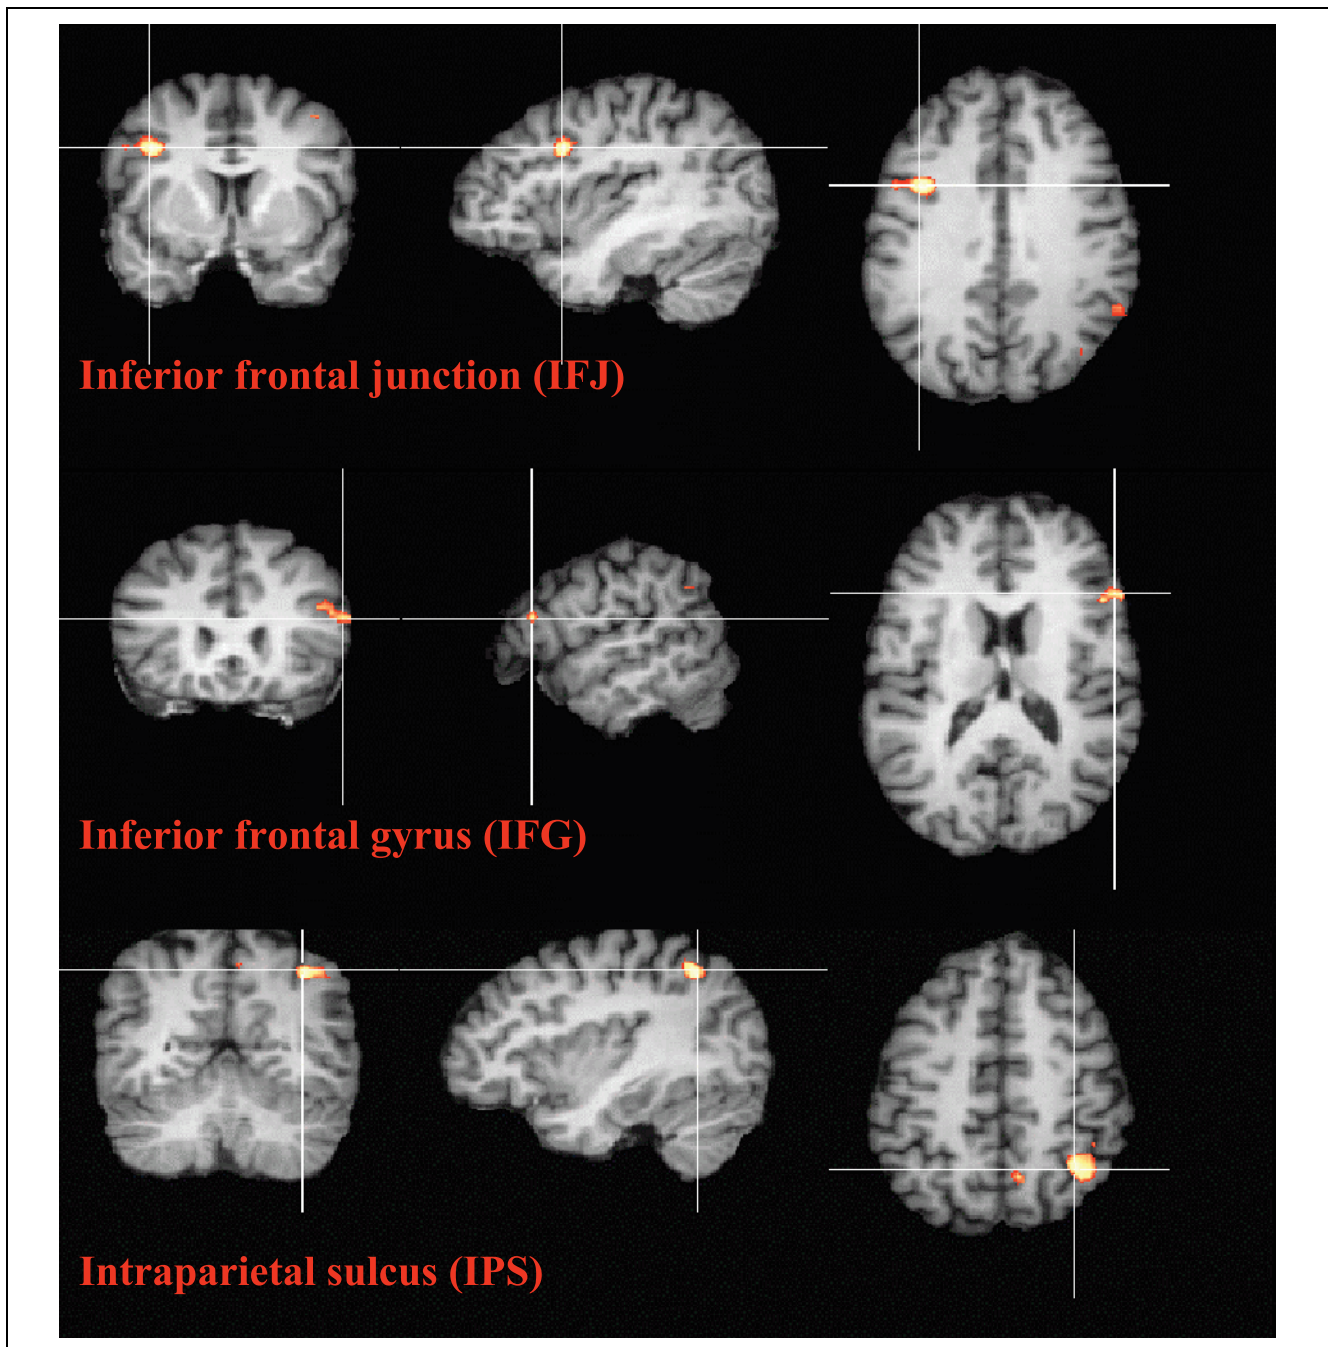 Inferior frontal junction (IFJ)
Inferior frontal gyrus (IFG)
Intraparietal sulcus (IPS)